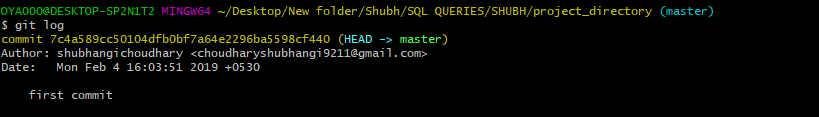 OYAOOO@DESKTOP-SP2N1T2 MINGW64 ~/Desktop/New folder/Shubh/SQL QUERIES/SHUBH/project_directory (master)
$ git log
commit 7c4a589cc50104dfb0bf7a64e2296ba5598cf440 (HEAD -> master)
Author: shubhangichoudhary <choudharyshubhangi9211@gmail.com>
Date:   Mon Feb 4 16:03:51 2019 +0530
    first commit